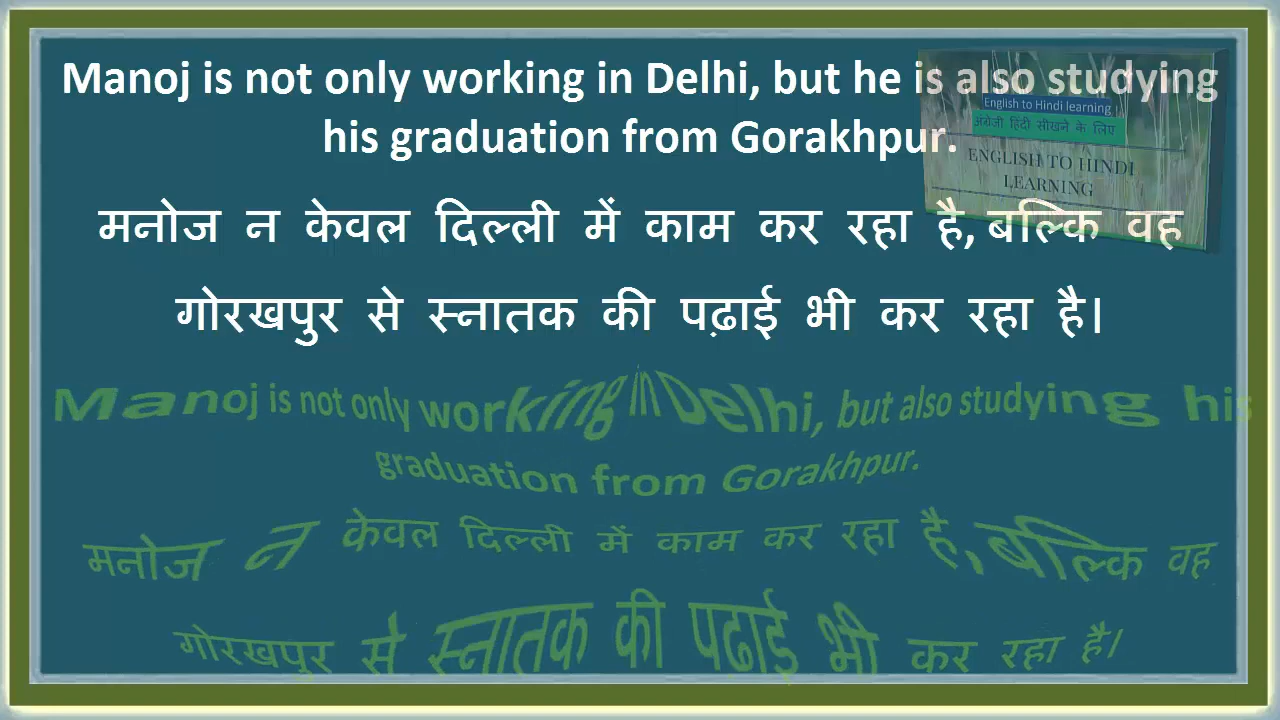 Manoj is not only working in Delhi, but he is also studying
his graduation from Gorakhpur.
English to Hindi learning
अंग्रेजी हिंदी सीखने के लिए
ENGLISH TO HINDI
LEARNING
मनोज न केवल दिल्ली में काम कर रहा है, बल्कि वह
गोरखपुर से स्नातक की पढ़ाई भी कर रहा है।
Manoj is not only working in Delhi, but also studying his
graduation from Gorakhpur.
मनोज न केवल दिल्ली में काम कर रहा है, बल्कि वह
गोरखपुर से स्नातक की पढाई भी कर रहा है।